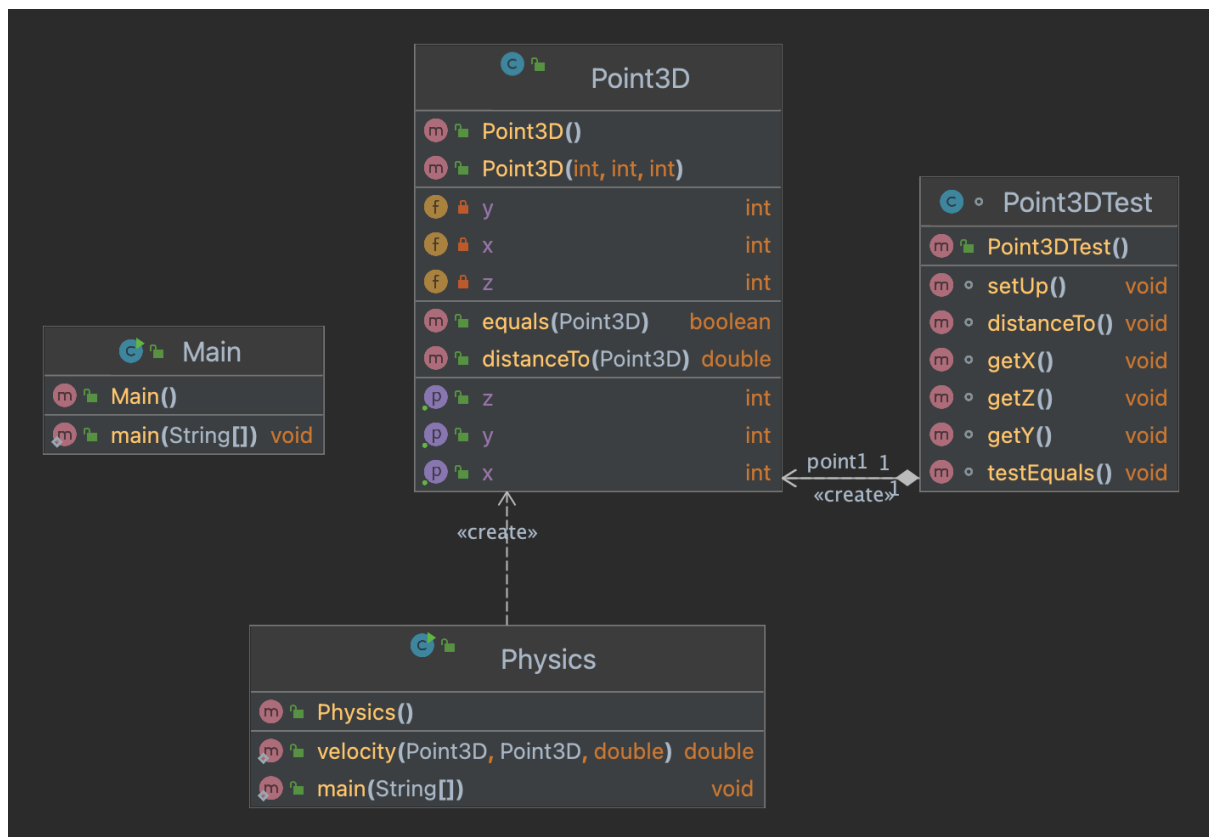 Point3D
Point3D()
Point3D(int, int, int)
y int
x int
z int
equals(Point3D) boolean
distanceTo(Point3D) double
z int
y int
x int
Point3DTest
Point3DTest()
setUp() void
distanceTo() void
getX() void
getZ() void
getY() void
testEquals() void
Main
Main()
main(String[]) void
point1 1
«create» 1
«create»
Physics
Physics()
velocity(Point3D, Point3D, double) double
main(String[]) void